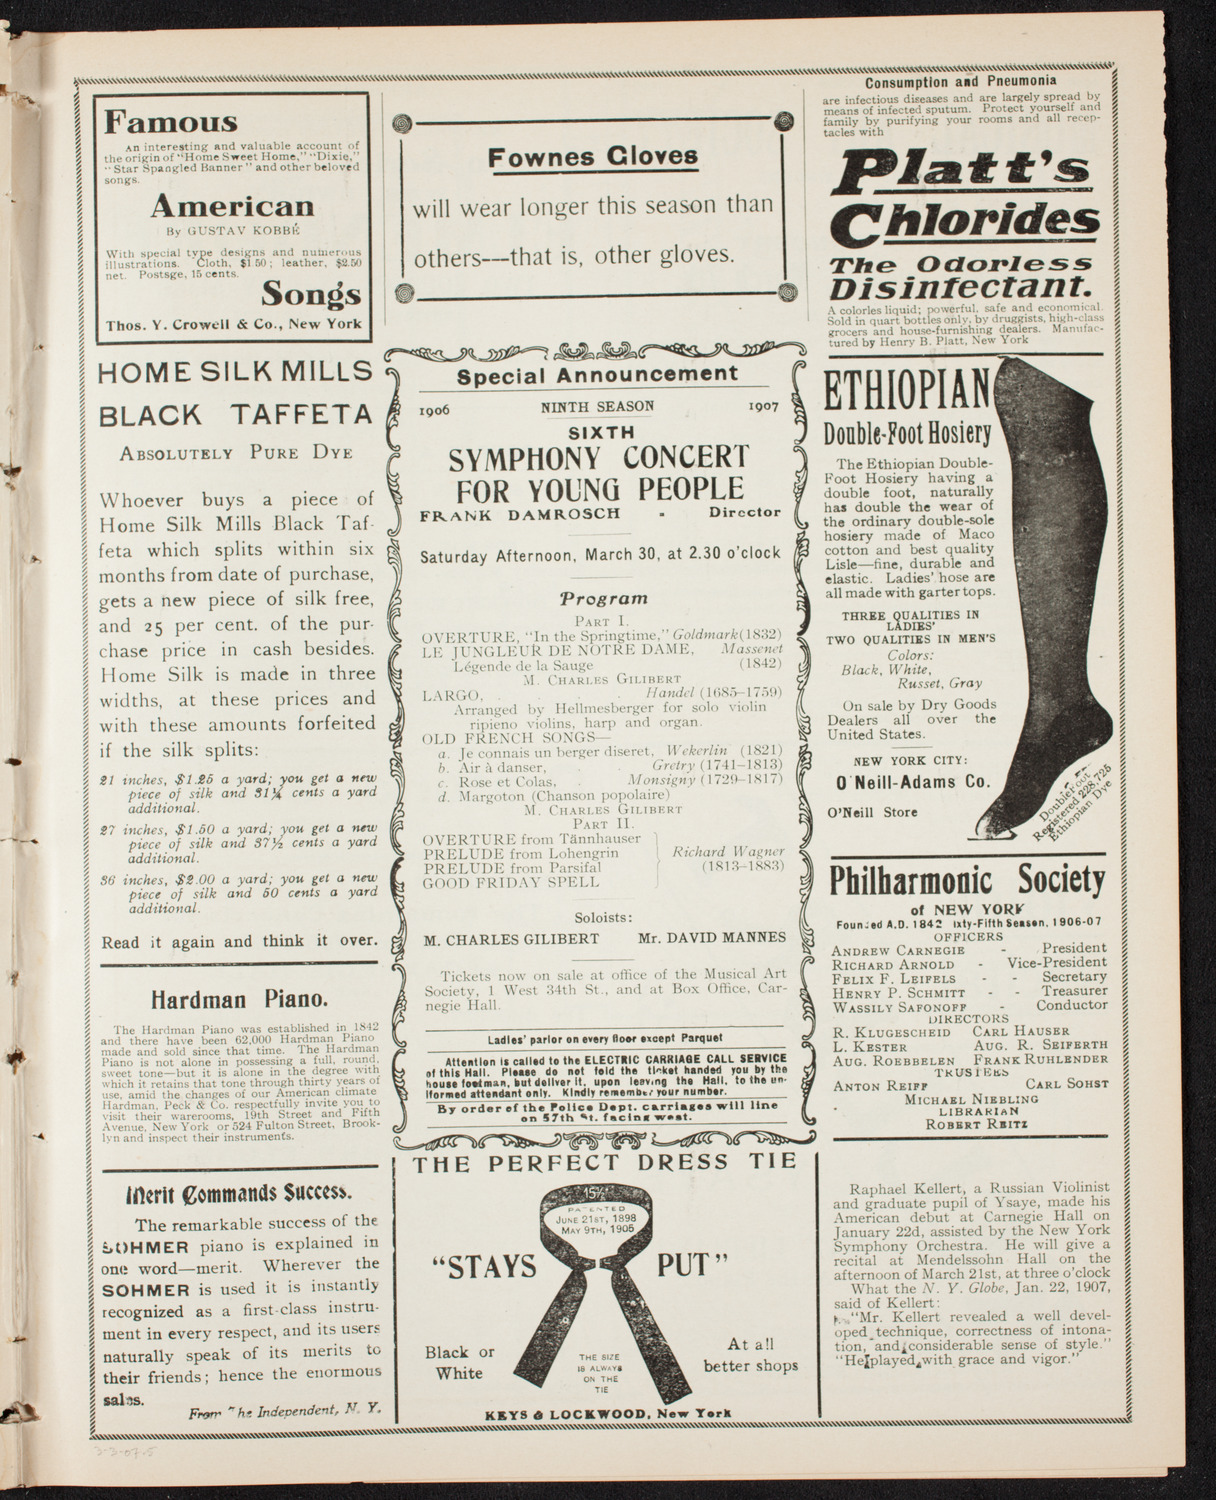 Famous
An interesting and valuable account of
the origin of "Home Sweet Home," "Dixie,"
"Star Spangled Banner" and other beloved
songs.
American
By GUSTAV KOBBÉ
With special type designs and numerous
illustrations. Cloth, $1.50; leather, $2.50
net. Postsge, 15 cents.
Songs
Thos. Y. Crowell & Co., New York
HOME SILK MILLS
BLACK TAFFETA
ABSOLUTELY PURE DYE
Whoever buys a piece of
Home Silk Mills Black Taf-
feta which splits within six
months from date of purchase,
gets a new piece of silk free,
and 25 per cent. of the pur-
chase price in cash besides.
Home Silk is made in three
widths, at these prices and
with these amounts forfeited
if the silk splits:
21 inches, $1.25 a yard; you get a new
piece of silk and 31¼ cents a yard
additional.
27 inches, $1.50 a yard; you get a new
piece of silk and 37½ cents a yard
additional.
36 inches, $2.00 a yard; you get a new
piece of silk and 50 cents a yard
additional.
Read it again and think it over.
Hardman Piano.
The Hardman Piano was established in 1842
and there have been 62,000 Hardman Piano
made and sold since that time. The Hardman
Piano is not alone in possessing a full, round,
sweet tone—but it is alone in the degree with
which it retains that tone through thirty years of
use, amid the changes of our American climate
Hardman, Peck & Co. respectfully invite you to
visit their warerooms, 19th Street and Fifth
Avenue, New York or 524 Fulton Street, Brook-
lyn and inspect their instruments.
Merit Commands Success.
The remarkable success of the
SOHMER piano is explained in
one word—merit. Wherever the
SOHMER is used it is instantly
recognized as a first-class instru-
ment in every respect, and its users
naturally speak of its merits to
their friends; hence the enormous
sales.
From The Independent, N. Y.
Fownes Gloves
will wear longer this season than
others---that is, other gloves.
Special Announcement
1906 NINTH SEASON 1907
SIXTH
SYMPHONY CONCERT
FOR YOUNG PEOPLE
FRANK DAMROSCH - Director
Saturday Afternoon, March 30, at 2.30 o'clock
Program
PART I.
OVERTURE, "In the Springtime," Goldmark (1832)
LE JUNGLEUR DE NOTRE DAME, Massenet
Légende de la Sauge (1842)
M. CHARLES GILIBERT
LARGO, . . . . Handel (1685–1759)
Arranged by Hellmesberger for solo violin
ripieno violins, harp and organ.
OLD FRENCH SONGS—
a. Je connais un berger diseret, Wekerlin (1821)
b. Air à danser, . . Gretry (1741–1813)
c. Rose et Colas, . Monsigny (1729–1817)
d. Margoton (Chanson populaire)
M. CHARLES GILIBERT
PART II.
OVERTURE from Tännhauser
PRELUDE from Lohengrin Richard Wagner
PRELUDE from Parsifal (1813–1883)
GOOD FRIDAY SPELL
Soloists:
M. CHARLES GILIBERT Mr. DAVID MANNES
Tickets now on sale at office of the Musical Art
Society, 1 West 34th St., and at Box Office, Car-
negie Hall.
Ladies' parlor on every floor except Parquet
Attention is called to the ELECTRIC CARRIAGE CALL SERVICE
of this Hall. Please do not fold the ticket handed you by the
house footman, but deliver it, upon leaving the Hall, to the un-
iformed attendant only. Kindly remember your number.
By order of the Police Dept. carriages will line
on 57th St. facing west.
THE PERFECT DRESS TIE
15½
PATENTED
JUNE 21ST, 1898
MAY 9TH, 1905
"STAYS PUT"
Black or
White
THE SIZE
IS ALWAYS
ON THE
TIE
At all
better shops
KEYS & LOCKWOOD, New York
Consumption and Pneumonia
are infectious diseases and are largely spread by
means of infected sputum. Protect yourself and
family by purifying your rooms and all recep-
tacles with
Platt's
Chlorides
The Odorless
Disinfectant.
A colorles liquid; powerful, safe and economical.
Sold in quart bottles only, by druggists, high-class
grocers and house-furnishing dealers. Manufac-
tured by Henry B. Platt, New York
ETHIOPIAN
Double-Foot Hosiery
The Ethiopian Double-
Foot Hosiery having a
double foot, naturally
has double the wear of
the ordinary double-sole
hosiery made of Maco
cotton and best quality
Lisle—fine, durable and
elastic. Ladies' hose are
all made with garter tops.
THREE QUALITIES IN
LADIES'
TWO QUALITIES IN MEN'S
Colors:
Black, White,
Russet, Gray
On sale by Dry Goods
Dealers all over the
United States.
NEW YORK CITY:
O'Neill-Adams Co.
O'Neill Store
Double Foot
Registered 228,725
Ethiopian Dye
Philharmonic Society
of NEW YORK
Founded A.D. 1842 ixty-Fifth Season, 1906-07
OFFICERS
ANDREW CARNEGIE - President
RICHARD ARNOLD - Vice-President
FELIX F. LEIFELS - - Secretary
HENRY P. SCHMITT - - Treasurer
WASSILY SAFONOFF - Conductor
DIRECTORS
R. KLUGESCHEID CARL HAUSER
L. KESTER AUG. R. SEIFERTH
AUG. ROEBBELEN FRANK RUHLENDER
TRUSTEES
ANTON REIFF CARL SOHST
MICHAEL NIEBLING
LIBRARIAN
ROBERT REITZ
Raphael Kellert, a Russian Violinist
and graduate pupil of Ysaye, made his
American debut at Carnegie Hall on
January 22d, assisted by the New York
Symphony Orchestra. He will give a
recital at Mendelssohn Hall on the
afternoon of March 21st, at three o'clock
What the N. Y. Globe, Jan. 22, 1907,
said of Kellert:
"Mr. Kellert revealed a well devel-
oped technique, correctness of intona-
tion, and considerable sense of style."
"He played with grace and vigor."
3-3-07-5